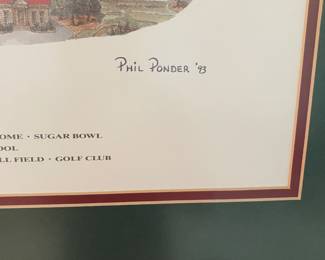 PHIL PONDER '93
OME · SUGAR BOWL
OOL
LL FIELD · GOLF CLUB